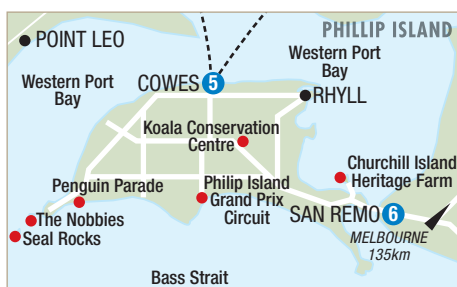 PHILLIP ISLAND
POINT LEO
Western Port
Bay
Western Port
Bay
COWES 5
RHYLL
Koala Conservation
Centre
Churchill Island
Heritage Farm
Penguin Parade
Philip Island
Grand Prix
Circuit
The Nobbies
Seal Rocks
SAN REMO 6
MELBOURNE
135km
Bass Strait